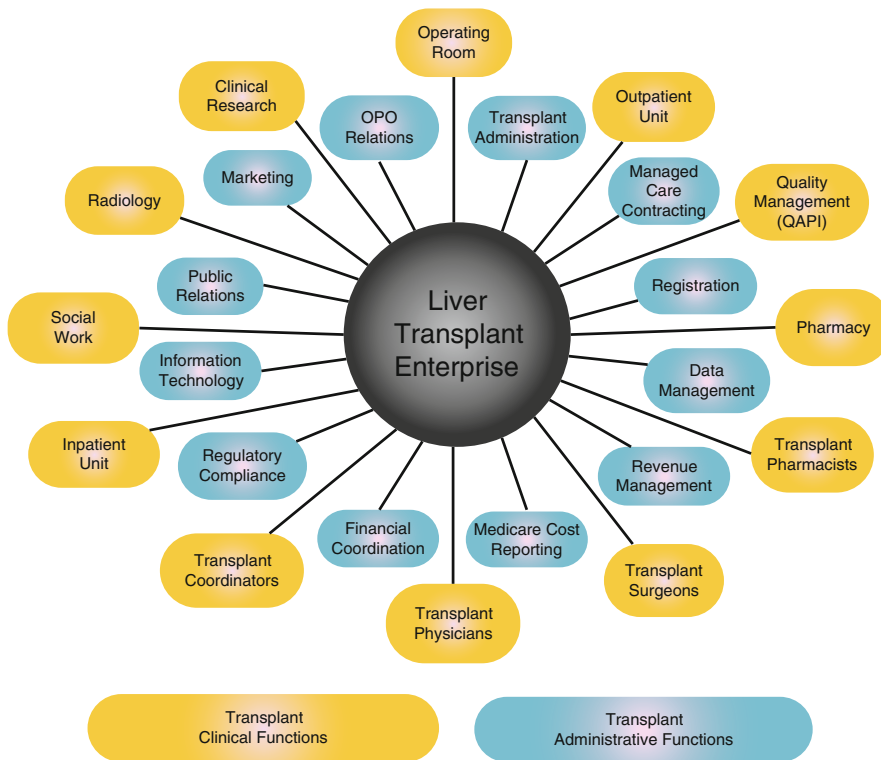 Operating
Room
Clinical
Research
OPO
Relations
Transplant
Administration
Outpatient
Unit
Marketing
Managed
Care
Contracting
Quality
Management
(QAPI)
Radiology
Public
Relations
Registration
Liver
Transplant
Enterprise
Social
Work
Pharmacy
Information
Technology
Data
Management
Inpatient
Unit
Regulatory
Compliance
Revenue
Management
Transplant
Pharmacists
Transplant
Coordinators
Financial
Coordination
Medicare Cost
Reporting
Transplant
Surgeons
Transplant
Physicians
Transplant
Clinical Functions
Transplant
Administrative Functions